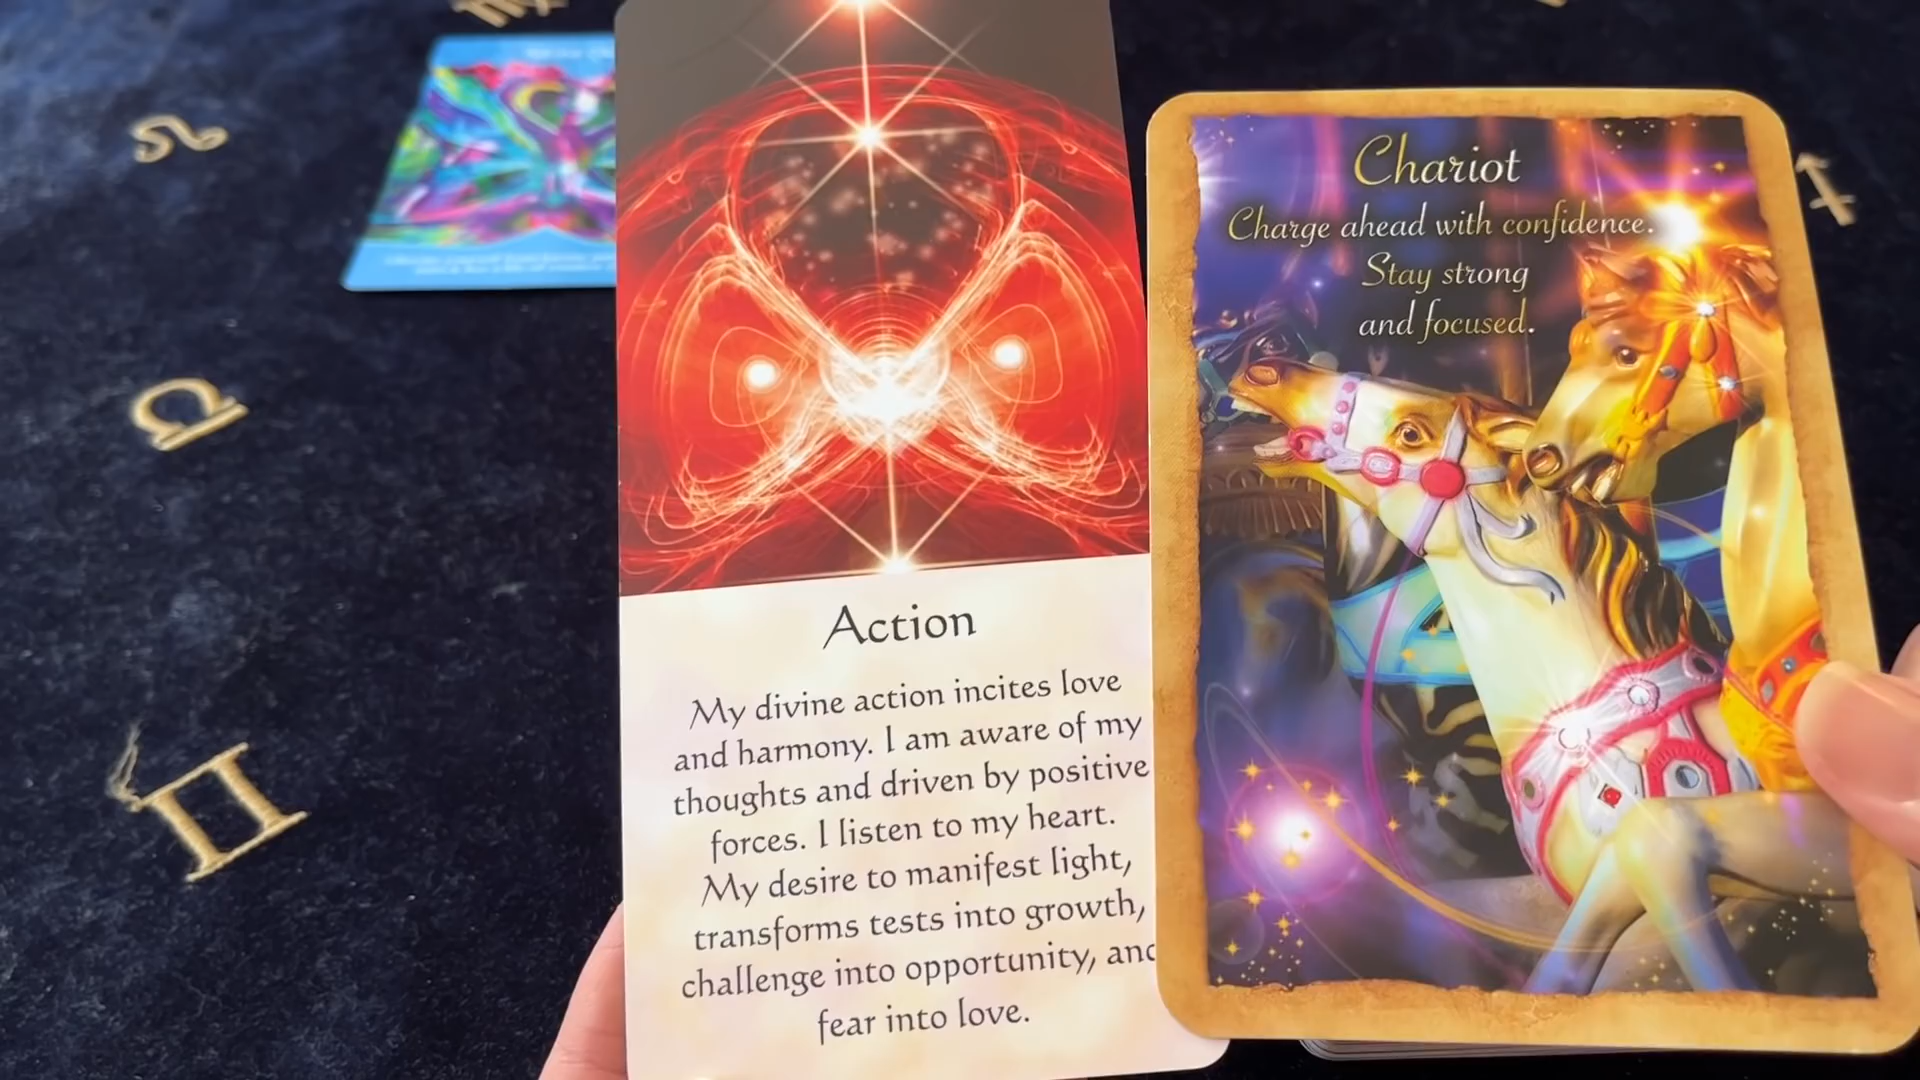 Action
My divine action incites love
and harmony. I am aware of my
thoughts and driven by positive
forces. I listen to my heart.
My desire to manifest light,
transforms tests into growth,
challenge into opportunity, and
fear into love.
Chariot
Charge ahead with confidence.
Stay strong
and focused.